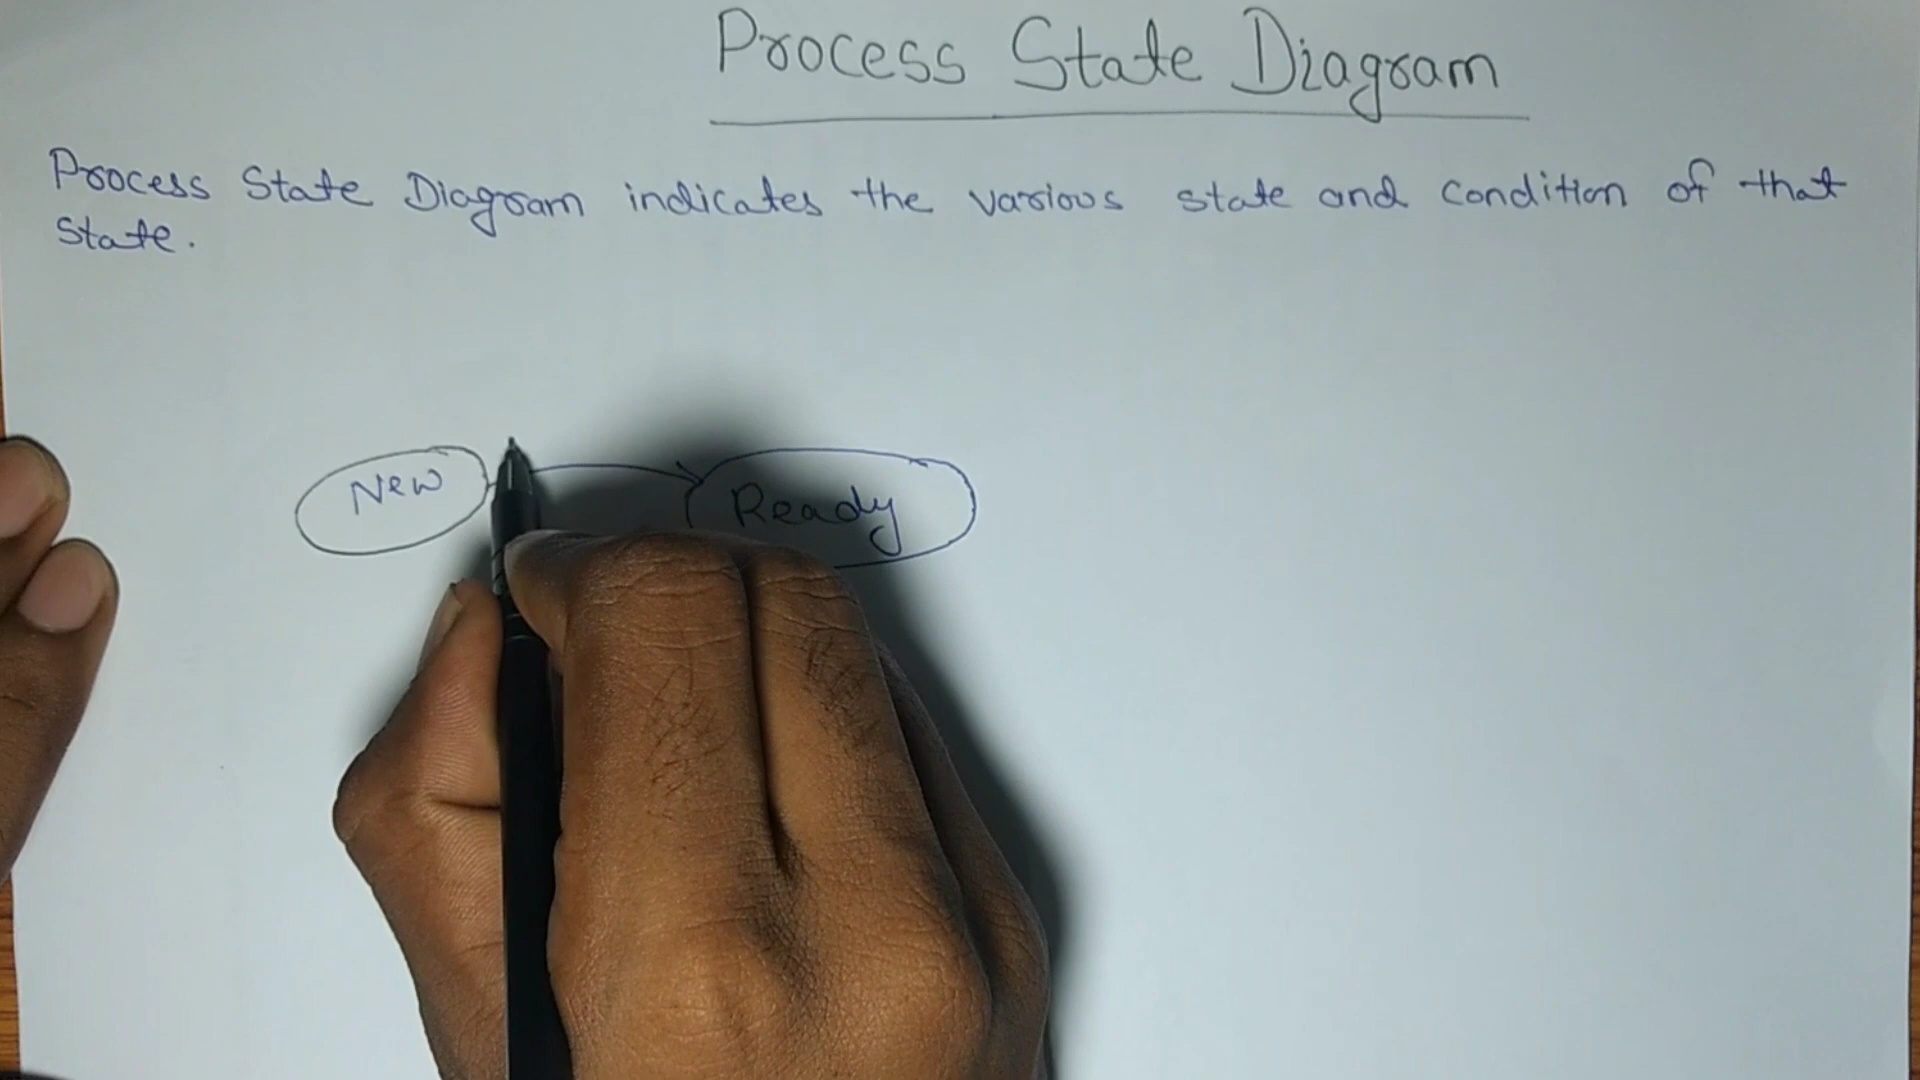 Process State Diagram
Process State Diagram indicates the various state and condition of that
state.
New
Ready